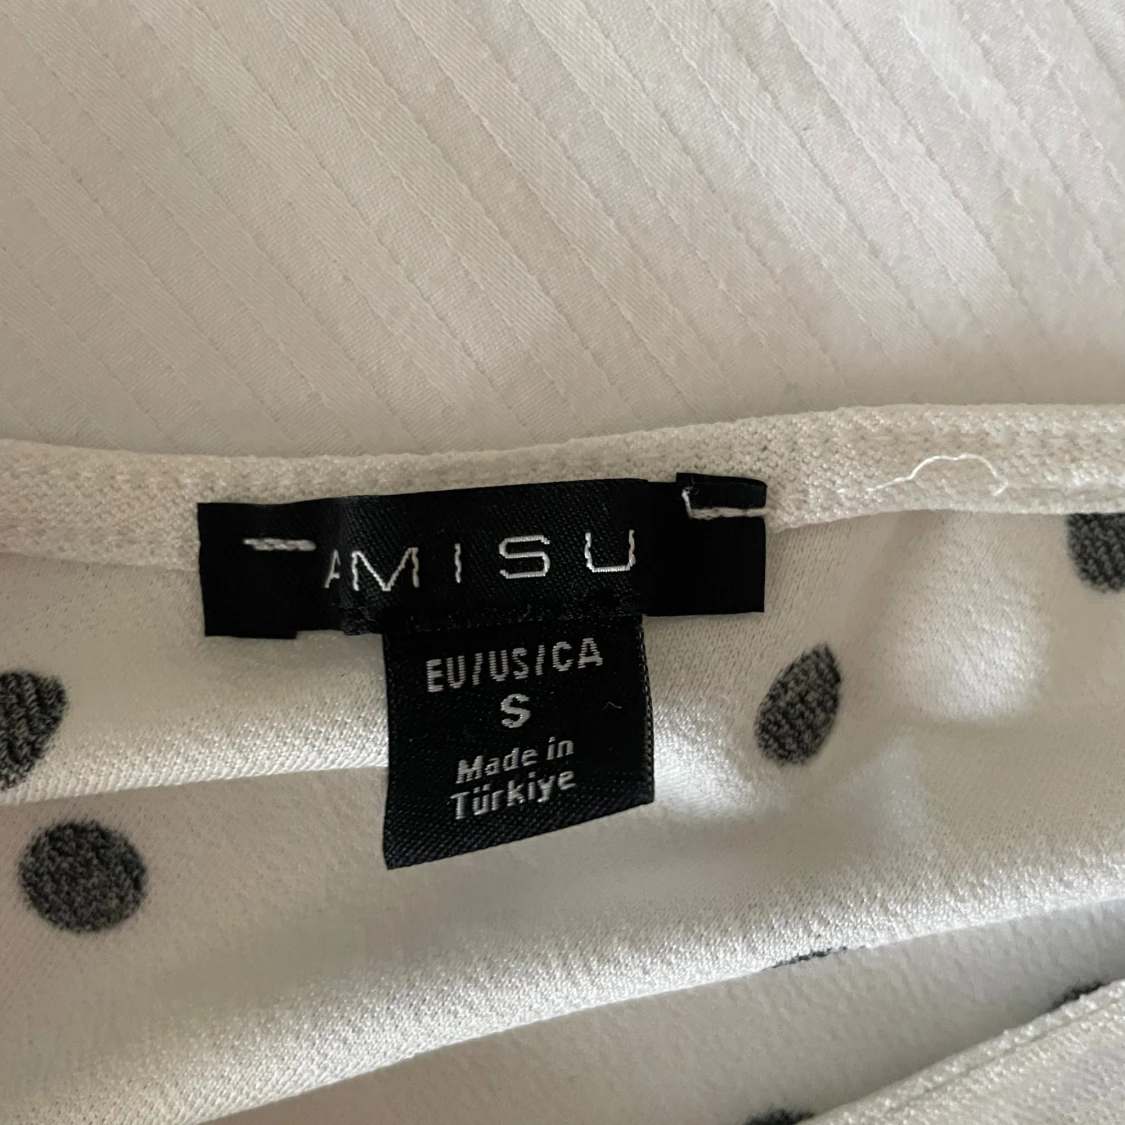 AMISU
EU/US/CA
S
Made in
Türkiye